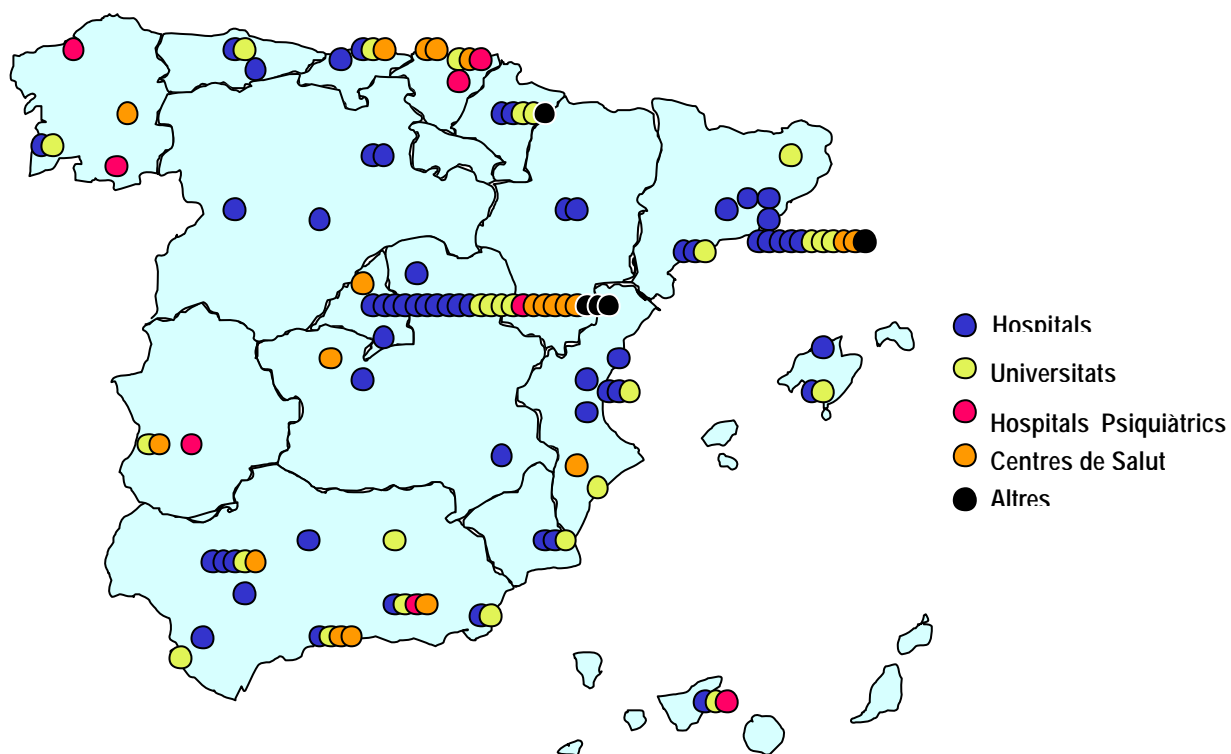 Hospitals
Universitats
Hospitals Psiquiàtrics
Centres de Salut
Altres